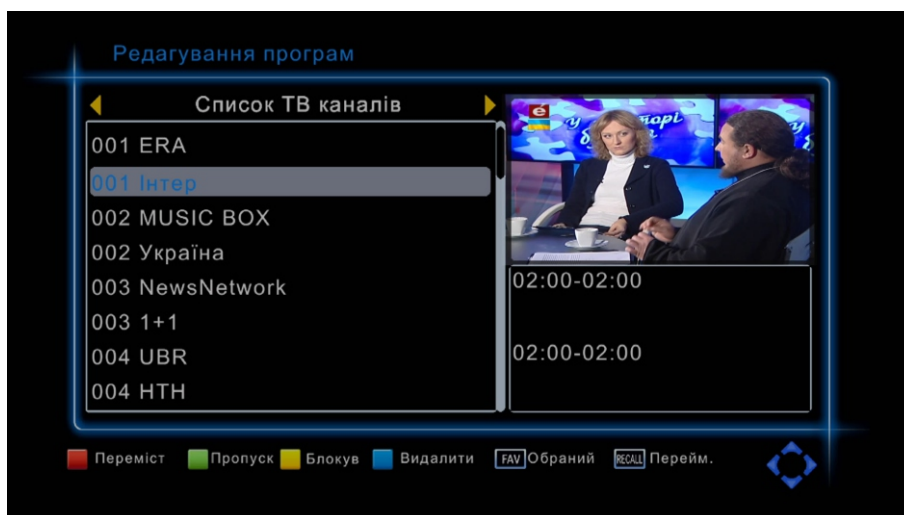 Редагування програм
Список ТВ каналів
001 ERA
001 Інтер
002 MUSIC BOX
002 Україна
003 NewsNetwork
003 1+1
004 UBR
004 НТН
é
у
02:00-02:00
02:00-02:00
Переміст Пропуск Блокув Видалити FAV Обраний RECALL Перейм.